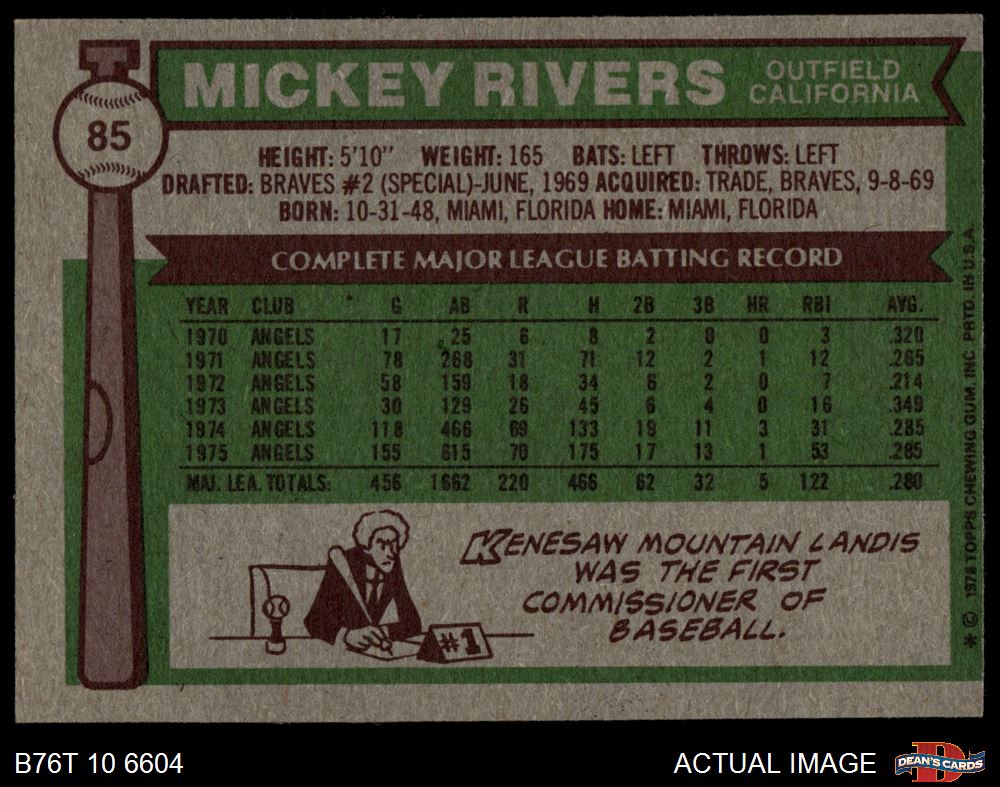 85
MICKEY RIVERS
OUTFIELD
CALIFORNIA
HEIGHT: 5'10" WEIGHT: 165 BATS: LEFT THROWS: LEFT
DRAFTED: BRAVES #2 (SPECIAL)-JUNE, 1969 ACQUIRED: TRADE, BRAVES, 9-8-69
BORN: 10-31-48, MIAMI, FLORIDA HOME: MIAMI, FLORIDA
COMPLETE MAJOR LEAGUE BATTING RECORD
YEAR CLUB G AB R H 2B 3B HR RBI AVG.
1970 ANGELS 17 25 6 8 2 0 0 3 .320
1971 ANGELS 78 268 31 71 12 2 1 12 .265
1972 ANGELS 58 159 18 34 6 2 0 7 .214
1973 ANGELS 30 129 26 45 6 4 0 16 .349
1974 ANGELS 118 466 69 133 19 11 3 31 .285
1975 ANGELS 155 615 70 175 17 13 1 53 .285
MAJ. LEA. TOTALS: 456 1662 220 466 62 32 5 122 .280
KENESAW MOUNTAIN LANDIS
WAS THE FIRST
COMMISSIONER OF
BASEBALL.
#1
* © 1976 TOPPS CHEWING GUM, INC. PRTD. IN U.S.A.
B76T 10 6604
ACTUAL IMAGE
DEAN'S CARDS